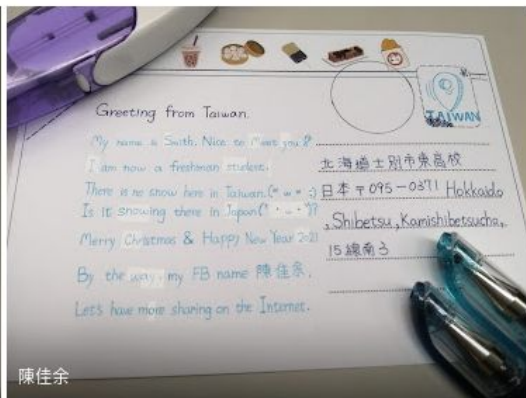 Greeting from Taiwan.
My name is Swith. Nice to Meet you!?
I am now a freshman student.
There is no snow here in Taiwan.(" w " :)
Is it snowing there in Japan("・ω・")?
Merry Christmas & Happy New Year 2021
By the way, my FB name 陳佳余.
Let's have more sharing on the Internet.
TAIWAN
北海道士別市東高校
日本〒095-0371 Hokkaido
,Shibetsu,Kamishibetsucho,
15線南3
陳佳余